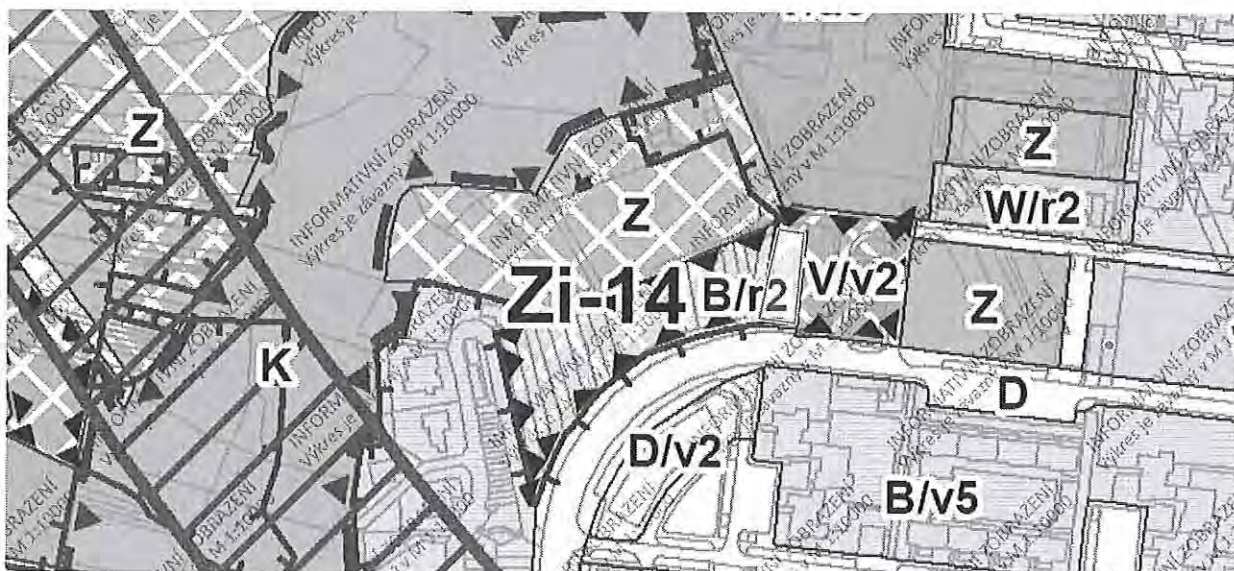 Z
Z
W/r2
Z
Zi-14
B/r2
V/v2
Z
K
D
D/v2
B/v5
INFORMATIVNÍ ZOBRAZENÍ
Výkres je závazný v M 1:10000